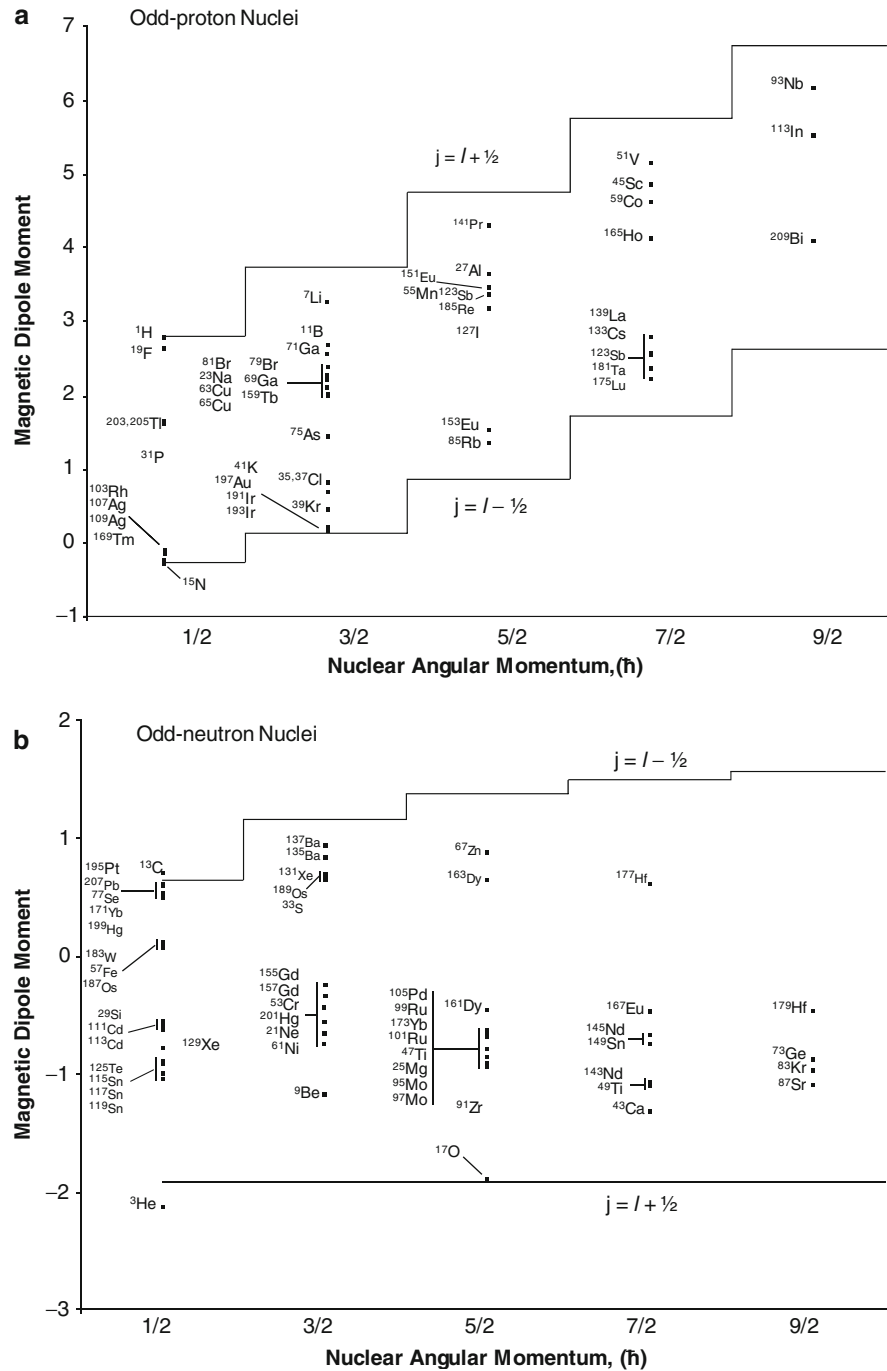 a Odd-proton Nuclei
7
6
5
4
3
2
1
0
−1
Magnetic Dipole Moment
j = l + ½
j = l − ½
¹H
¹⁹F
²⁰³,²⁰⁵Tl
³¹P
¹⁰³Rh
¹⁰⁷Ag
¹⁰⁹Ag
¹⁶⁹Tm
¹⁵N
⁷Li
¹¹B
⁷¹Ga
⁸¹Br ⁷⁹Br
²³Na ⁶⁹Ga
⁶³Cu ¹⁵⁹Tb
⁶⁵Cu
⁷⁵As
⁴¹K
¹⁹⁷Au
¹⁹¹Ir
¹⁹³Ir
³⁵,³⁷Cl
³⁹Kr
¹⁴¹Pr
²⁷Al
¹⁵¹Eu
⁵⁵Mn ¹²³Sb
¹⁸⁵Re
¹²⁷I
¹⁵³Eu
⁸⁵Rb
⁵¹V
⁴⁵Sc
⁵⁹Co
¹⁶⁵Ho
¹³⁹La
¹³³Cs
¹²³Sb
¹⁸¹Ta
¹⁷⁵Lu
⁹³Nb
¹¹³In
²⁰⁹Bi
1/2 3/2 5/2 7/2 9/2
Nuclear Angular Momentum,(ħ)
b Odd-neutron Nuclei
2
1
0
−1
−2
−3
Magnetic Dipole Moment
j = l − ½
j = l + ½
¹⁹⁵Pt ¹³C
²⁰⁷Pb
⁷⁷Se
¹⁷¹Yb
¹⁹⁹Hg
¹⁸³W
⁵⁷Fe
¹⁸⁷Os
²⁹Si
¹¹¹Cd
¹¹³Cd
¹²⁹Xe
¹²⁵Te
¹¹⁵Sn
¹¹⁷Sn
¹¹⁹Sn
³He
¹³⁷Ba
¹³⁵Ba
¹³¹Xe
¹⁸⁹Os
³³S
¹⁵⁵Gd
¹⁵⁷Gd
⁵³Cr
²⁰¹Hg
²¹Ne
⁶¹Ni
⁹Be
⁶⁷Zn
¹⁶³Dy
¹⁰⁵Pd
⁹⁹Ru
¹⁷³Yb
¹⁰¹Ru
⁴⁷Ti
²⁵Mg
⁹⁵Mo
⁹⁷Mo
¹⁶¹Dy
⁹¹Zr
¹⁷O
¹⁷⁷Hf
¹⁶⁷Eu
¹⁴⁵Nd
¹⁴⁹Sn
¹⁴³Nd
⁴⁹Ti
⁴³Ca
¹⁷⁹Hf
⁷³Ge
⁸³Kr
⁸⁷Sr
1/2 3/2 5/2 7/2 9/2
Nuclear Angular Momentum, (ħ)